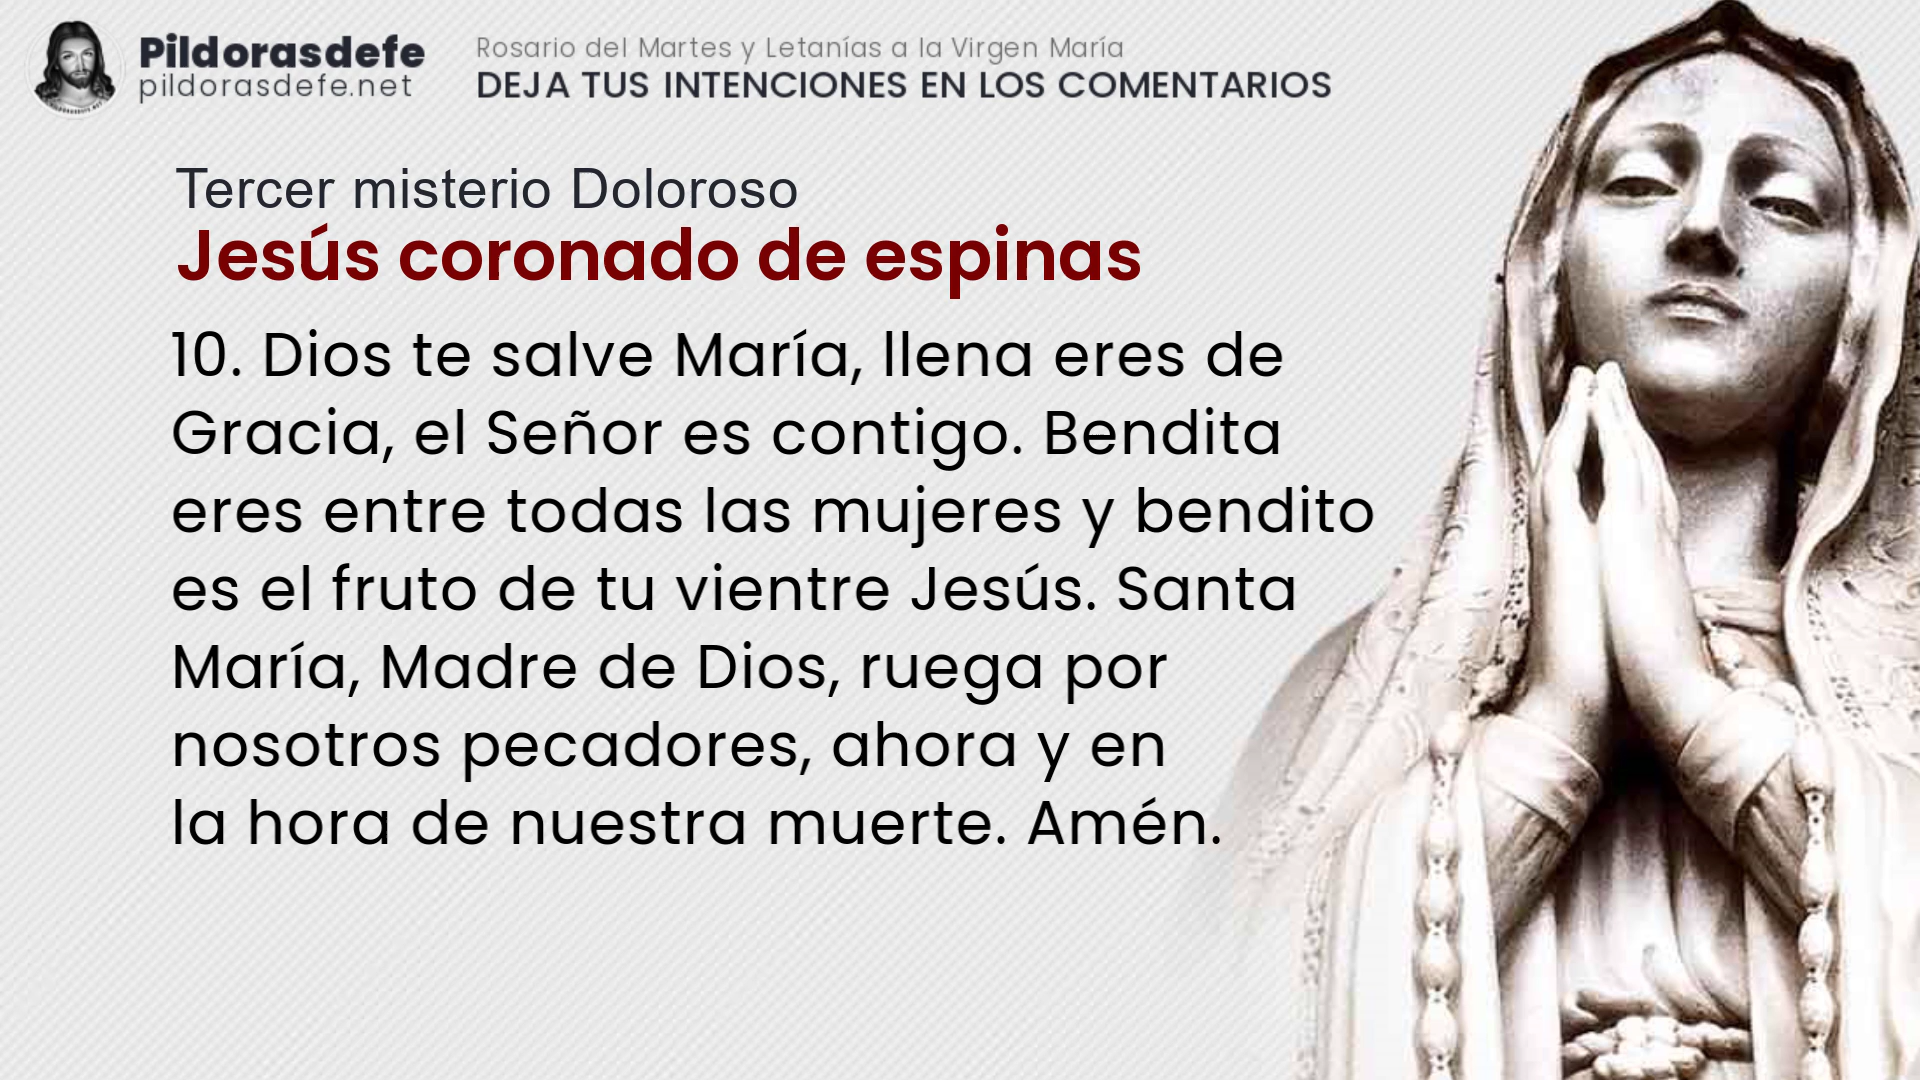 Pildorasdefe
pildorasdefe.net
Rosario del Martes y Letanías a la Virgen María
DEJA TUS INTENCIONES EN LOS COMENTARIOS
Tercer misterio Doloroso
Jesús coronado de espinas
10. Dios te salve María, llena eres de
Gracia, el Señor es contigo. Bendita
eres entre todas las mujeres y bendito
es el fruto de tu vientre Jesús. Santa
María, Madre de Dios, ruega por
nosotros pecadores, ahora y en
la hora de nuestra muerte. Amén.